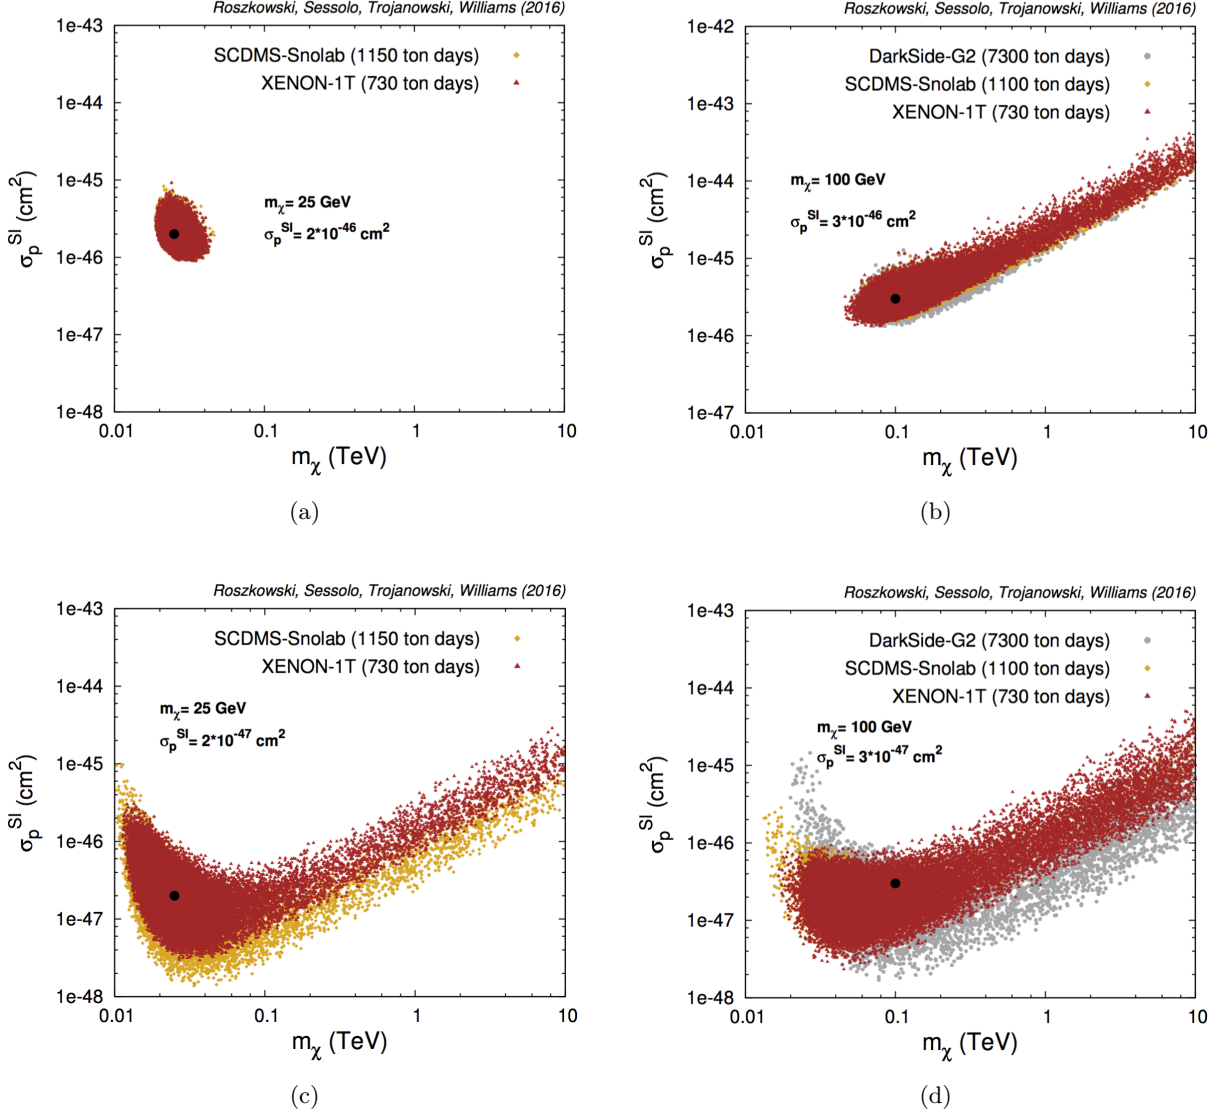 Roszkowski, Sessolo, Trojanowski, Williams (2016)
1e-43
1e-44
1e-45
1e-46
1e-47
1e-48
σp^SI (cm²)
SCDMS-Snolab (1150 ton days)
XENON-1T (730 ton days)
mχ= 25 GeV
σp^SI= 2*10^-46 cm²
0.01 0.1 1 10
mχ (TeV)
(a)
Roszkowski, Sessolo, Trojanowski, Williams (2016)
1e-42
1e-43
1e-44
1e-45
1e-46
1e-47
σp^SI (cm²)
DarkSide-G2 (7300 ton days)
SCDMS-Snolab (1100 ton days)
XENON-1T (730 ton days)
mχ= 100 GeV
σp^SI= 3*10^-46 cm²
0.01 0.1 1 10
mχ (TeV)
(b)
Roszkowski, Sessolo, Trojanowski, Williams (2016)
1e-43
1e-44
1e-45
1e-46
1e-47
1e-48
σp^SI (cm²)
SCDMS-Snolab (1150 ton days)
XENON-1T (730 ton days)
mχ= 25 GeV
σp^SI= 2*10^-47 cm²
0.01 0.1 1 10
mχ (TeV)
(c)
Roszkowski, Sessolo, Trojanowski, Williams (2016)
1e-43
1e-44
1e-45
1e-46
1e-47
1e-48
σp^SI (cm²)
DarkSide-G2 (7300 ton days)
SCDMS-Snolab (1100 ton days)
XENON-1T (730 ton days)
mχ= 100 GeV
σp^SI= 3*10^-47 cm²
0.01 0.1 1 10
mχ (TeV)
(d)